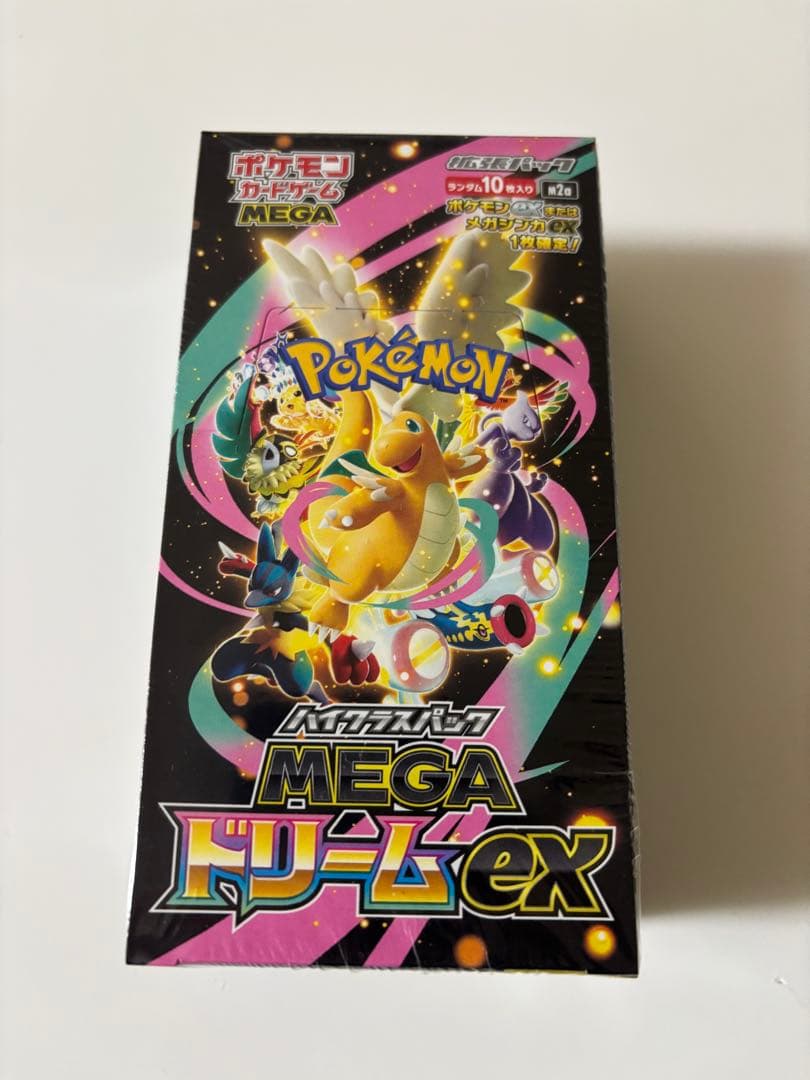 ポケモン
カードゲーム
MEGA
拡張パック
ランダム10枚入り m2a
ポケモンexまたは
メガシンカex
1枚確定!
POKÉMON
TM
ハイクラスパック
MEGA
ドリームex